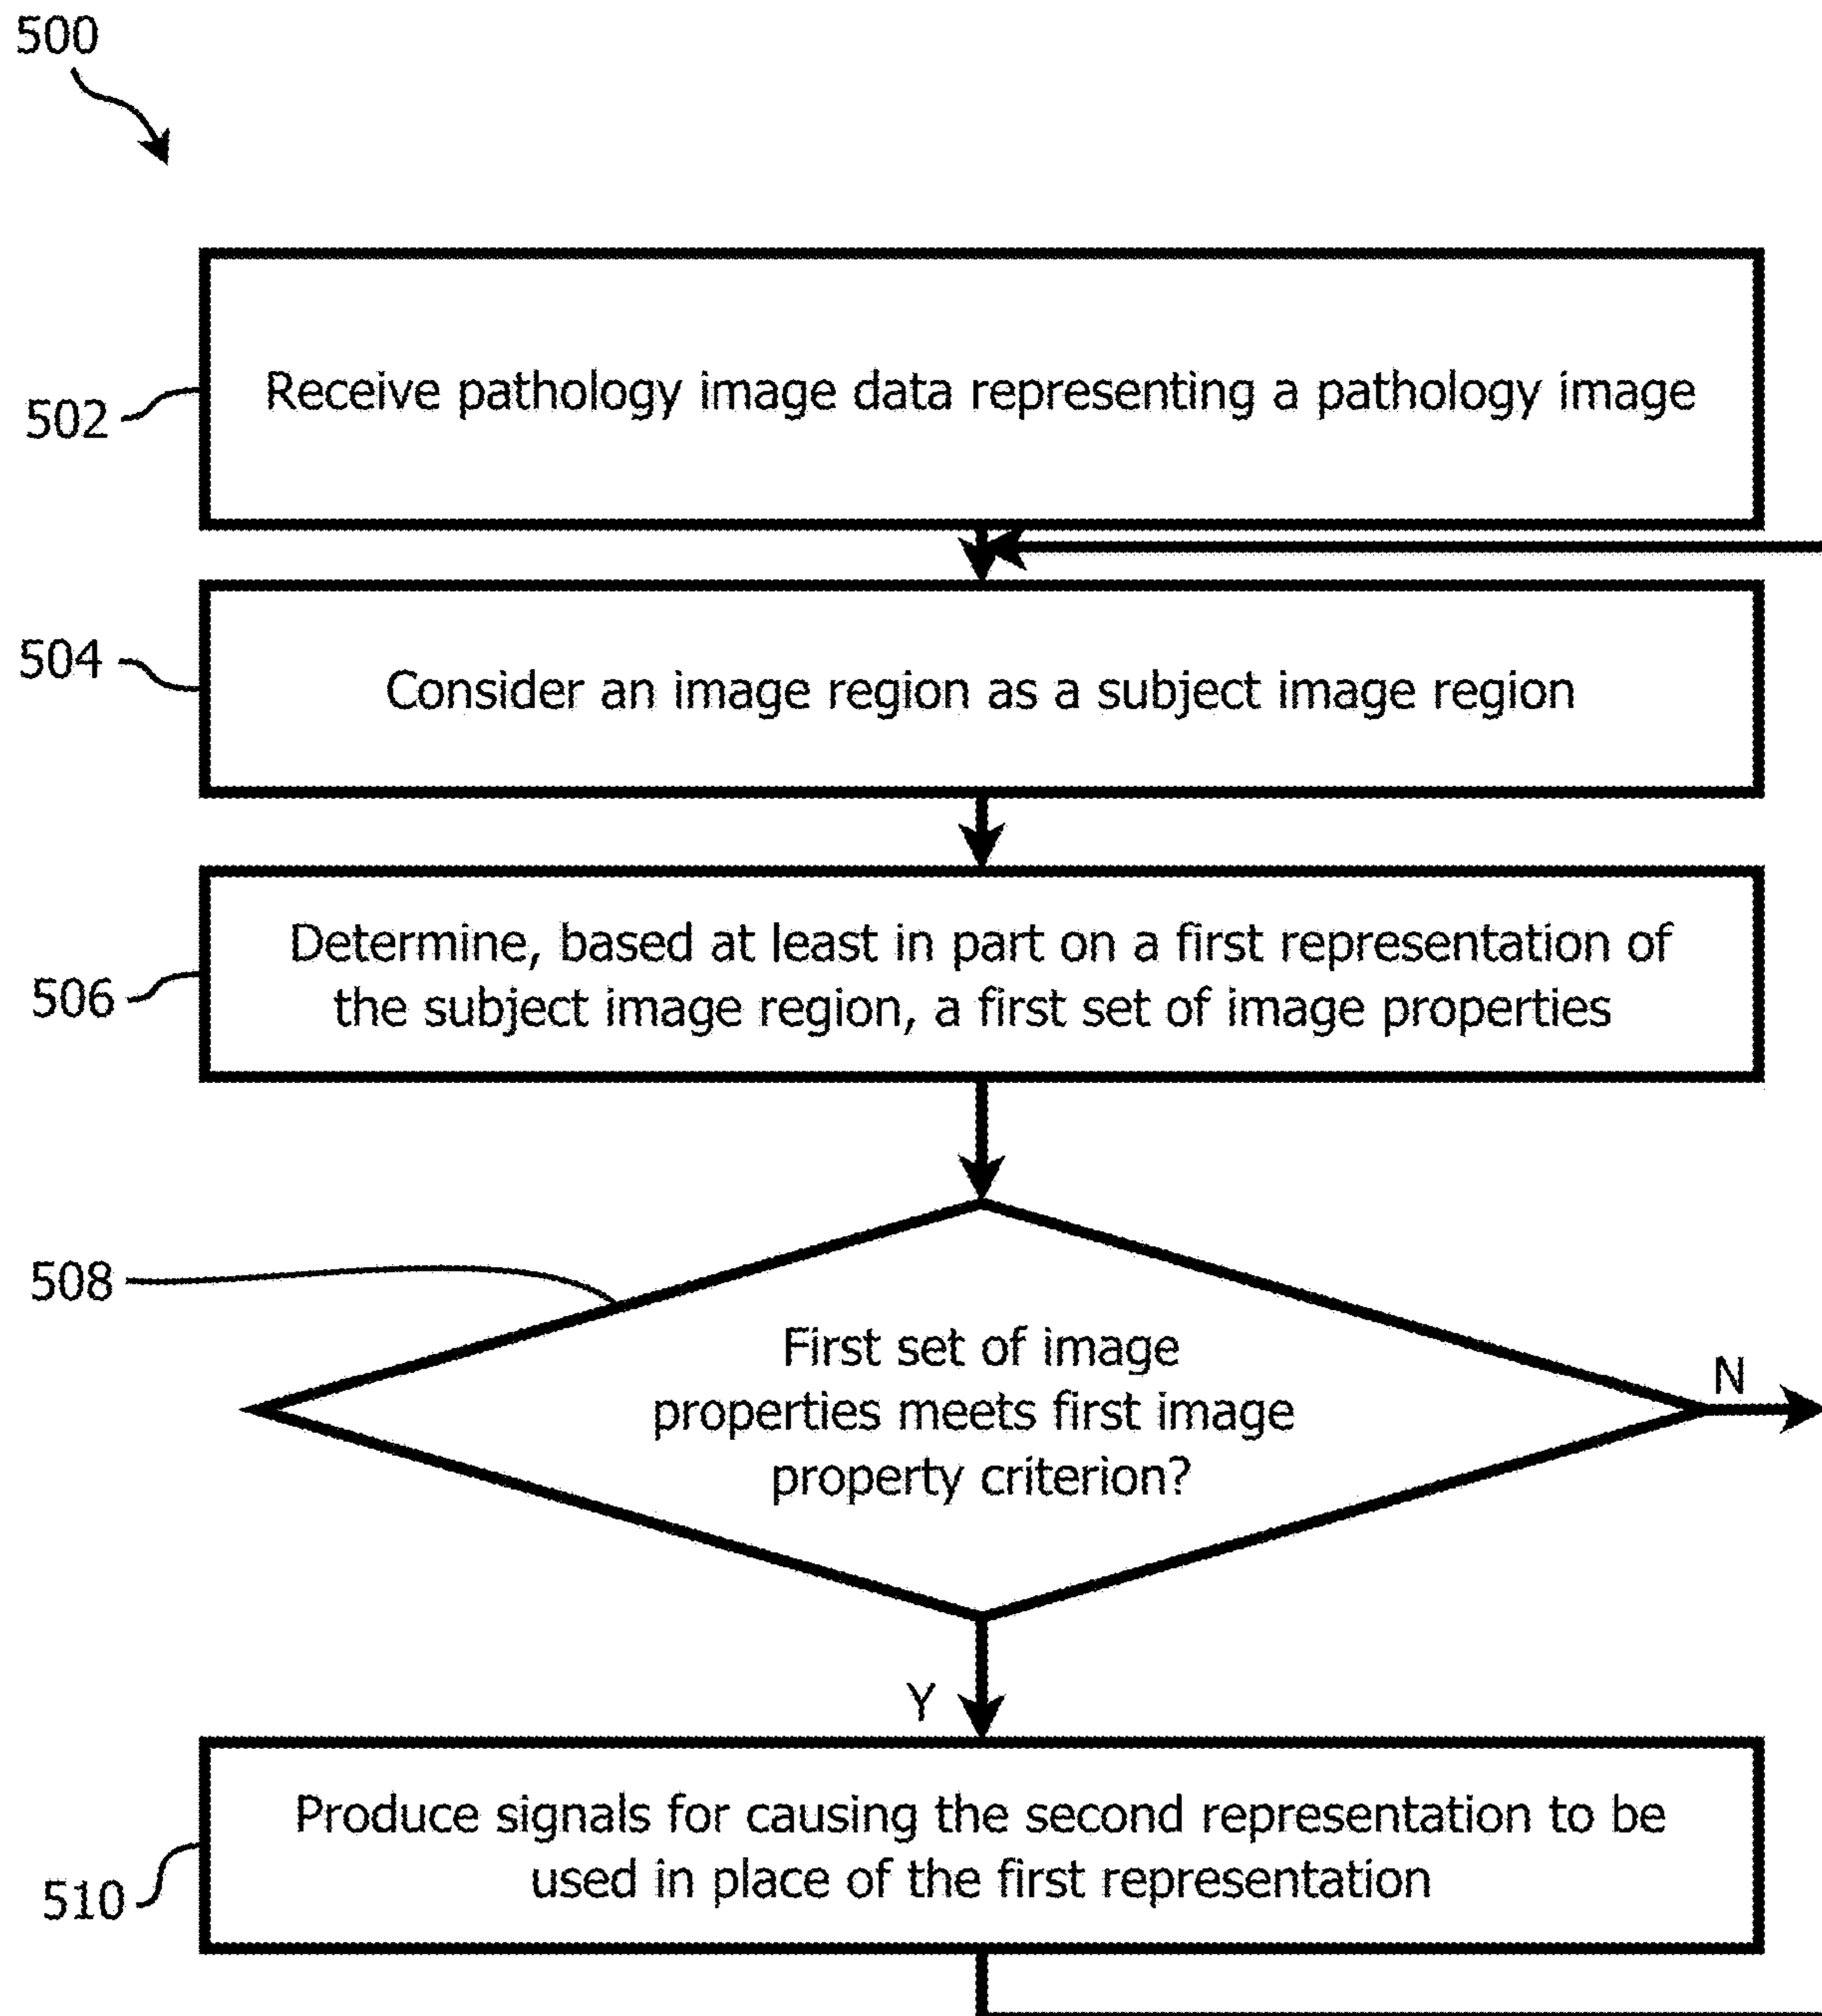 500
502
Receive pathology image data representing a pathology image
504
Consider an image region as a subject image region
506
Determine, based at least in part on a first representation of
the subject image region, a first set of image properties
508
First set of image
properties meets first image
property criterion?
N
Y
510
Produce signals for causing the second representation to be
used in place of the first representation